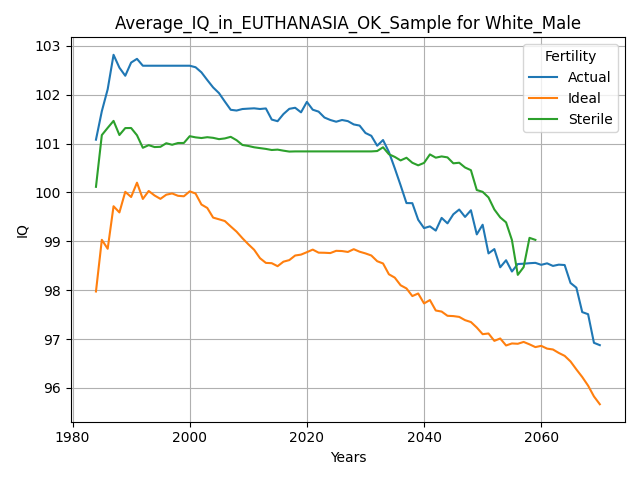 Average_IQ_in_EUTHANASIA_OK_Sample for White_Male
103
102
101
100
99
98
97
96
IQ
1980
2000
2020
2040
2060
Years
Fertility
Actual
Ideal
Sterile